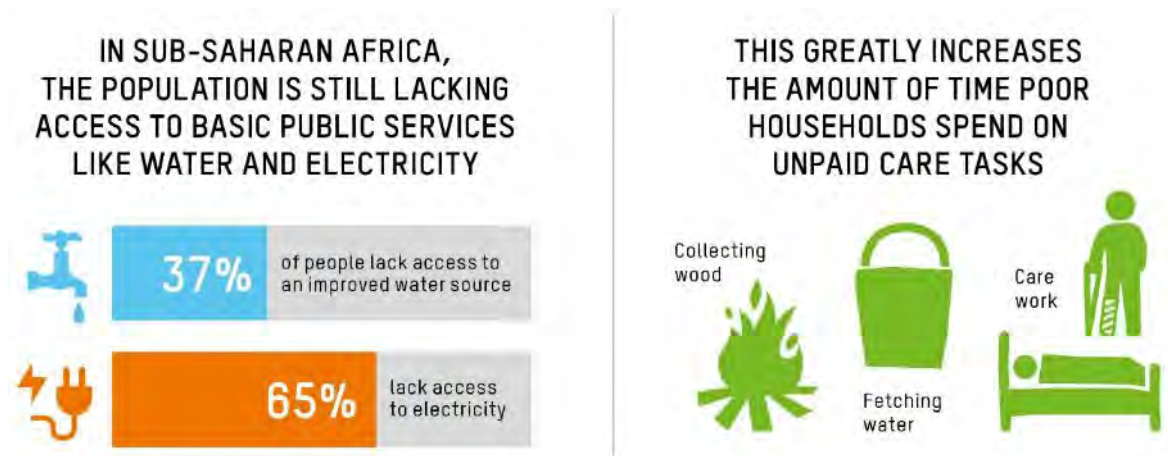 IN SUB-SAHARAN AFRICA,
THE POPULATION IS STILL LACKING
ACCESS TO BASIC PUBLIC SERVICES
LIKE WATER AND ELECTRICITY
37%
of people lack access to
an improved water source
65%
lack access
to electricity
THIS GREATLY INCREASES
THE AMOUNT OF TIME POOR
HOUSEHOLDS SPEND ON
UNPAID CARE TASKS
Collecting
wood
Fetching
water
Care
work